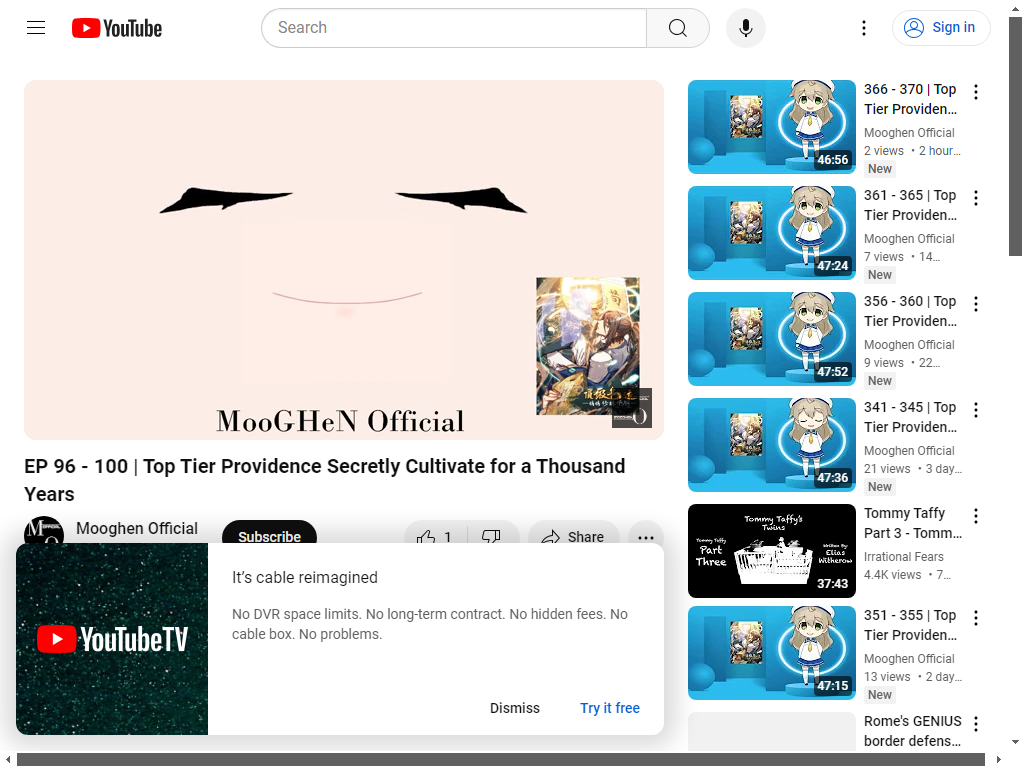 YouTube
Search
Sign in
MooGHeN Official
EP 96 - 100 | Top Tier Providence Secretly Cultivate for a Thousand
Years
Mooghen Official
Subscribe
1
Share
It's cable reimagined
No DVR space limits. No long-term contract. No hidden fees. No
cable box. No problems.
YouTubeTV
Dismiss
Try it free
46:56
366 - 370 | Top
Tier Providen...
Mooghen Official
2 views • 2 hour...
New
47:24
361 - 365 | Top
Tier Providen...
Mooghen Official
7 views • 14...
New
47:52
356 - 360 | Top
Tier Providen...
Mooghen Official
9 views • 22...
New
47:36
341 - 345 | Top
Tier Providen...
Mooghen Official
21 views • 3 day...
New
Tommy Taffy's
Twins
Tommy Taffy
Part
Three
Written By
Elias
Witherow
37:43
Tommy Taffy
Part 3 - Tomm...
Irrational Fears
4.4K views • 7...
47:15
351 - 355 | Top
Tier Providen...
Mooghen Official
13 views • 2 day...
New
Rome's GENIUS
border defens...